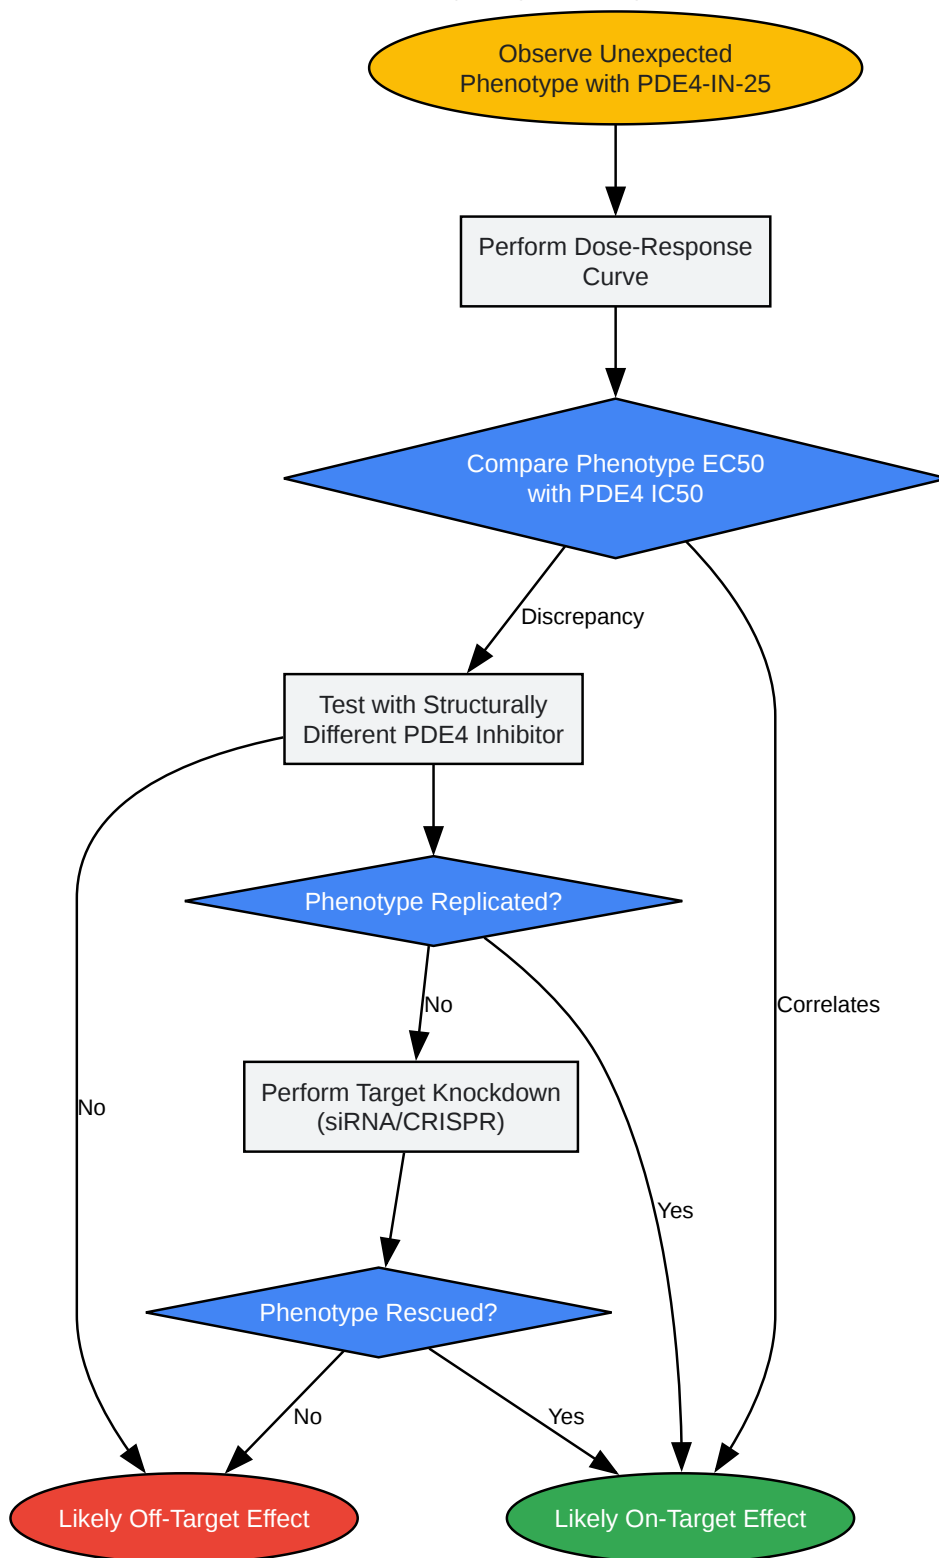 Observe Unexpected
Phenotype with PDE4-IN-25
Perform Dose-Response
Curve
Compare Phenotype EC50
with PDE4 IC50
Discrepancy
Test with Structurally
Different PDE4 Inhibitor
Phenotype Replicated?
No
Correlates
Perform Target Knockdown
(siRNA/CRISPR)
No
Yes
Phenotype Rescued?
No
Yes
Likely Off-Target Effect
Likely On-Target Effect